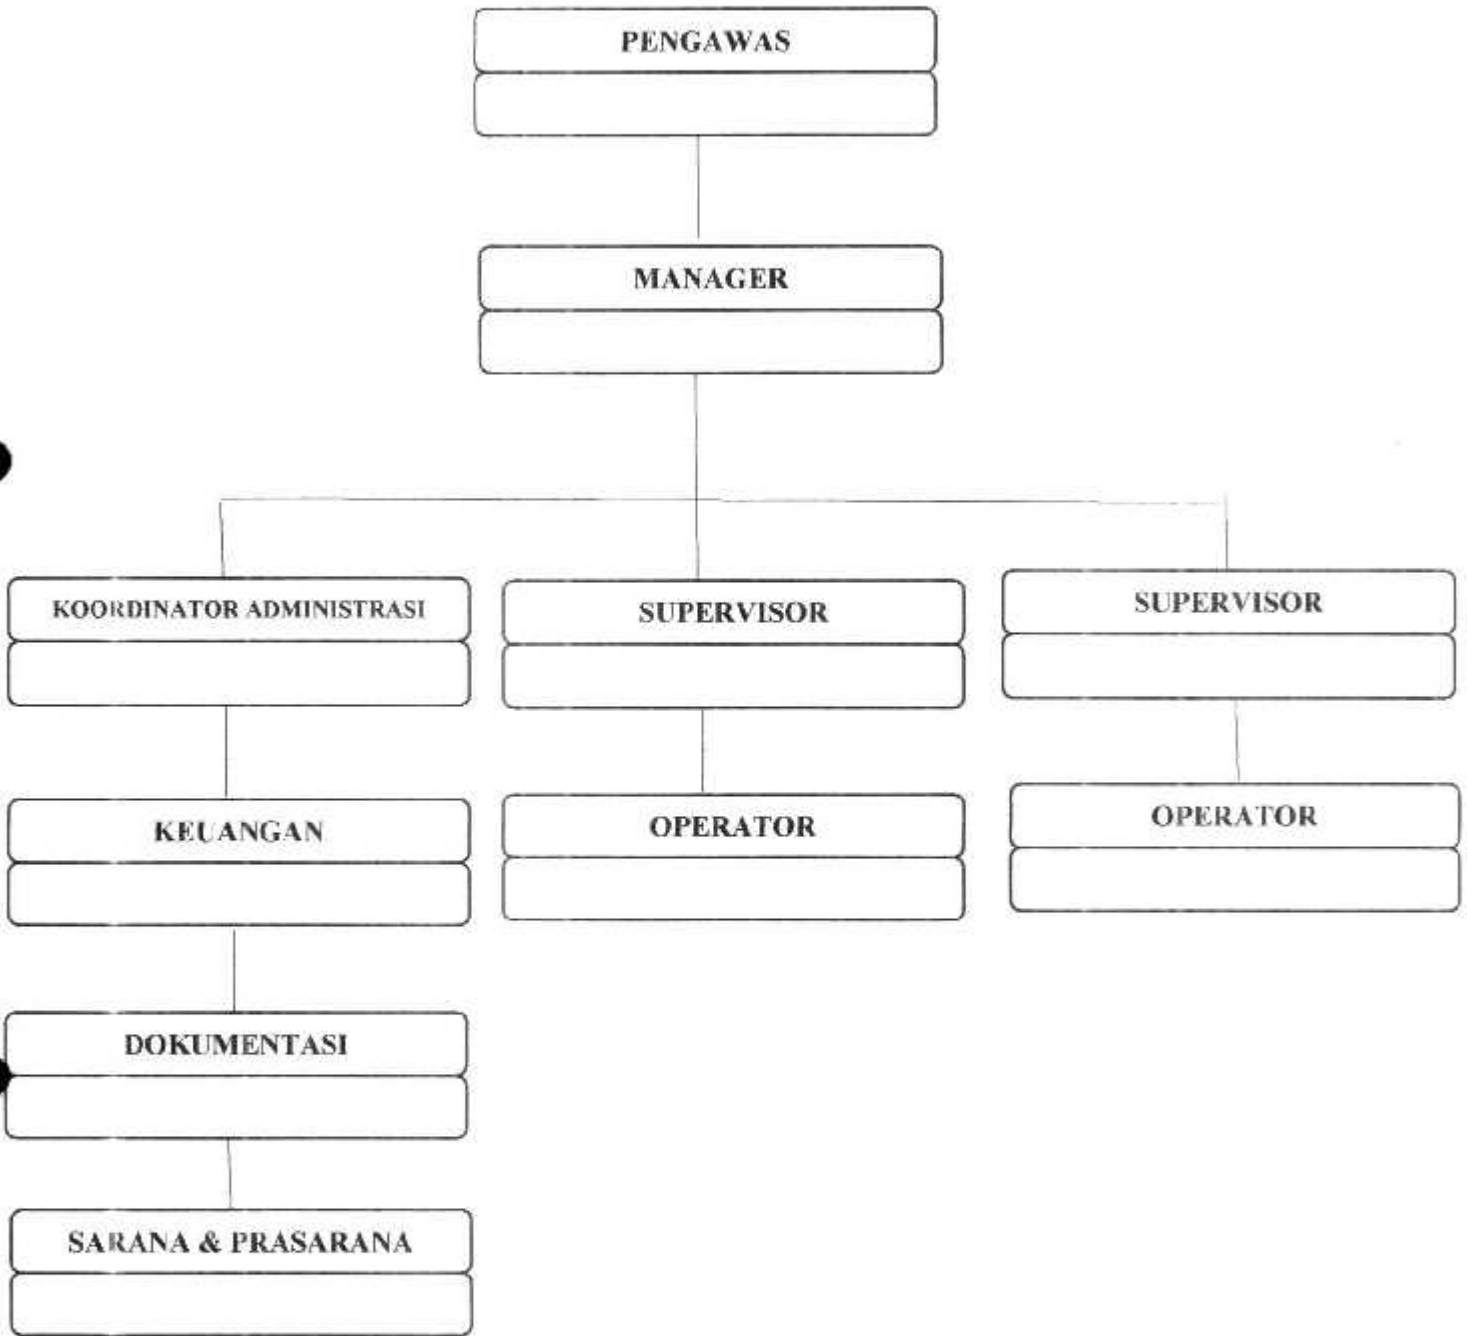 PENGAWAS
MANAGER
KOORDINATOR ADMINISTRASI
SUPERVISOR
SUPERVISOR
KEUANGAN
OPERATOR
OPERATOR
DOKUMENTASI
SARANA & PRASARANA